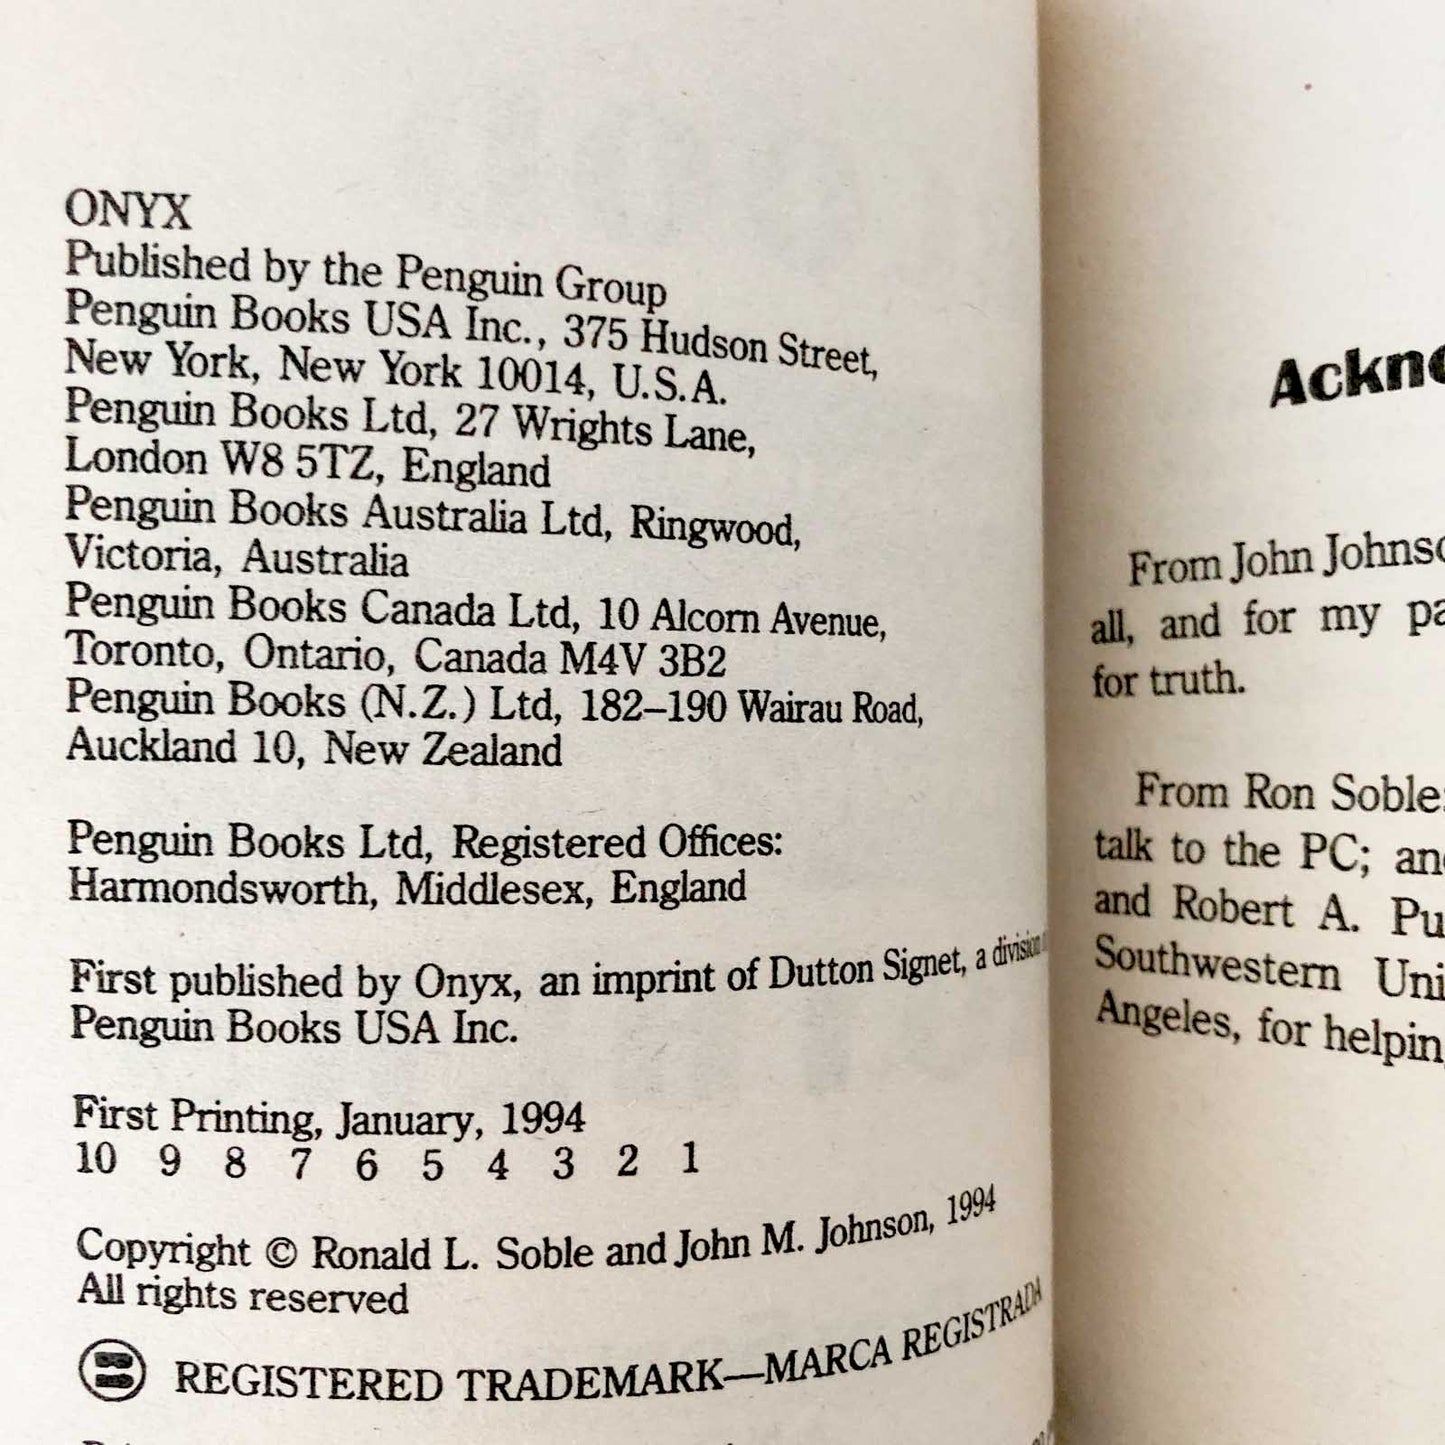 ONYX
Published by the Penguin Group
Penguin Books USA Inc., 375 Hudson Street,
New York, New York 10014, U.S.A.
Penguin Books Ltd, 27 Wrights Lane,
London W8 5TZ, England
Penguin Books Australia Ltd, Ringwood,
Victoria, Australia
Penguin Books Canada Ltd, 10 Alcorn Avenue,
Toronto, Ontario, Canada M4V 3B2
Penguin Books (N.Z.) Ltd, 182–190 Wairau Road,
Auckland 10, New Zealand
Penguin Books Ltd, Registered Offices:
Harmondsworth, Middlesex, England
First published by Onyx, an imprint of Dutton Signet, a division
Penguin Books USA Inc.
First Printing, January, 1994
10 9 8 7 6 5 4 3 2 1
Copyright © Ronald L. Soble and John M. Johnson, 1994
All rights reserved
REGISTERED TRADEMARK—MARCA REGISTRADA
Ackno
From John Johnso
all, and for my pa
for truth.
From Ron Soble:
talk to the PC; and
and Robert A. Pu
Southwestern Uni
Angeles, for helpin